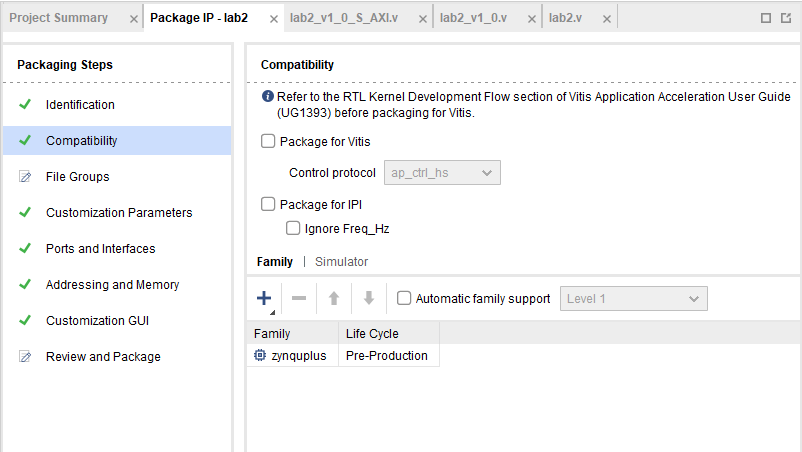 Project Summary
Package IP - lab2
lab2_v1_0_S_AXI.v
lab2_v1_0.v
lab2.v
Packaging Steps
Identification
Compatibility
File Groups
Customization Parameters
Ports and Interfaces
Addressing and Memory
Customization GUI
Review and Package
Compatibility
Refer to the RTL Kernel Development Flow section of Vitis Application Acceleration User Guide
(UG1393) before packaging for Vitis.
Package for Vitis
Control protocol ap_ctrl_hs
Package for IPI
Ignore Freq_Hz
Family | Simulator
Automatic family support Level 1
Family Life Cycle
zynquplus Pre-Production